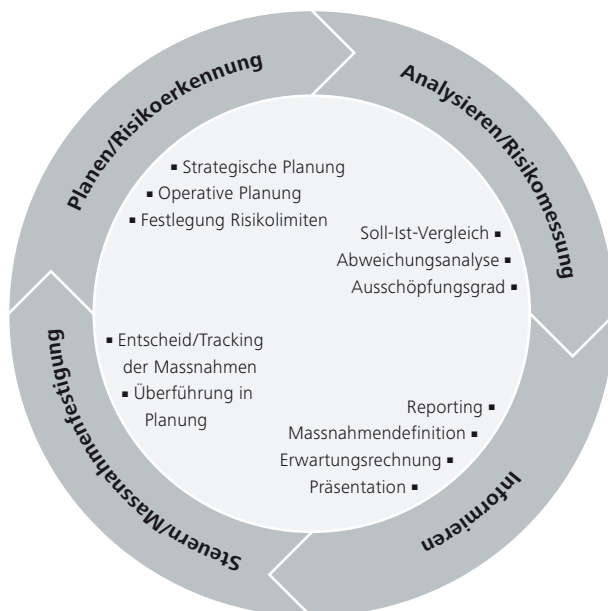 Planen/Risikoerkennung
▪ Strategische Planung
▪ Operative Planung
▪ Festlegung Risikolimiten
Analysieren/Risikomessung
Soll-Ist-Vergleich ▪
Abweichungsanalyse ▪
Ausschöpfungsgrad ▪
Informieren
Reporting ▪
Massnahmendefinition ▪
Erwartungsrechnung ▪
Präsentation ▪
Steuern/Massnahmenfestigung
▪ Entscheid/Tracking
der Massnahmen
▪ Überführung in
Planung